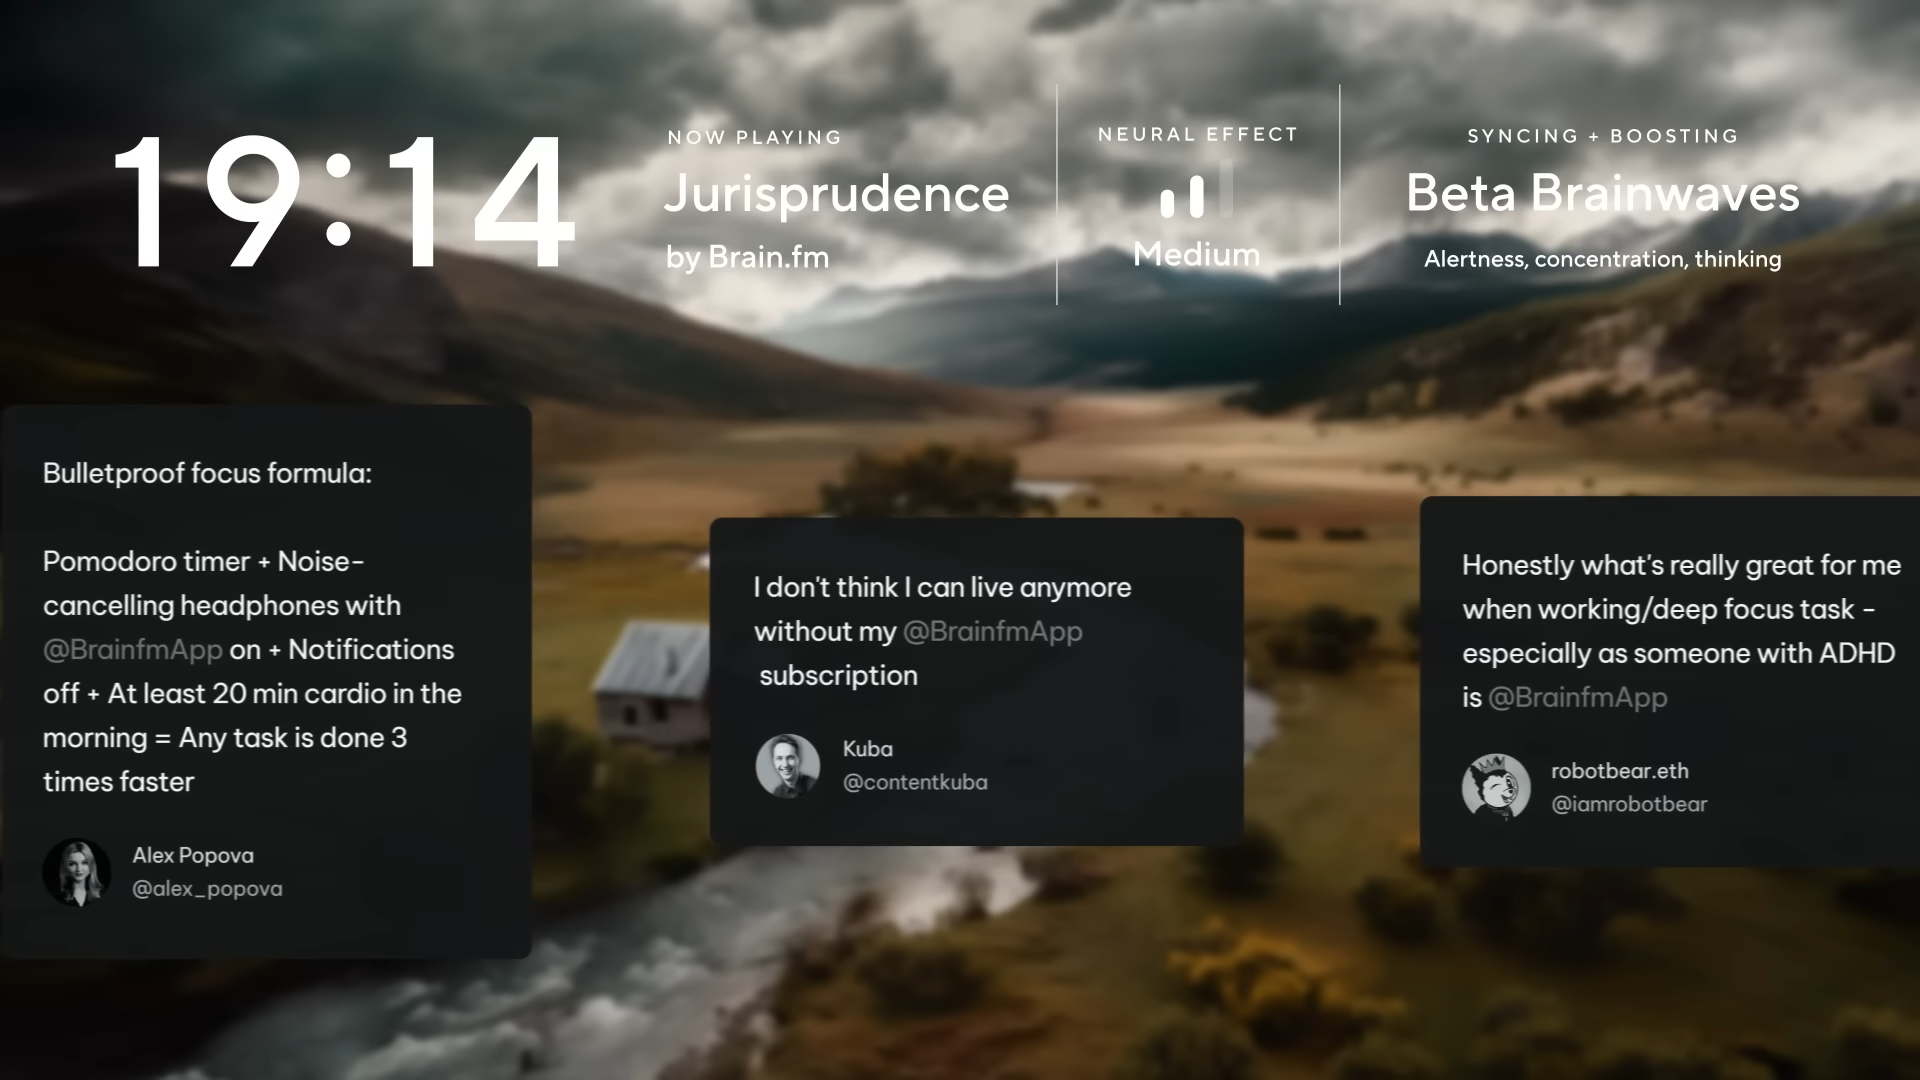 19:14
NOW PLAYING
Jurisprudence
by Brain.fm
NEURAL EFFECT
Medium
SYNCING + BOOSTING
Beta Brainwaves
Alertness, concentration, thinking
Bulletproof focus formula:
Pomodoro timer + Noise-
cancelling headphones with
@BrainfmApp on + Notifications
off + At least 20 min cardio in the
morning = Any task is done 3
times faster
Alex Popova
@alex_popova
I don't think I can live anymore
without my @BrainfmApp
subscription
Kuba
@contentkuba
Honestly what's really great for me
when working/deep focus task -
especially as someone with ADHD
is @BrainfmApp
robotbear.eth
@iamrobotbear